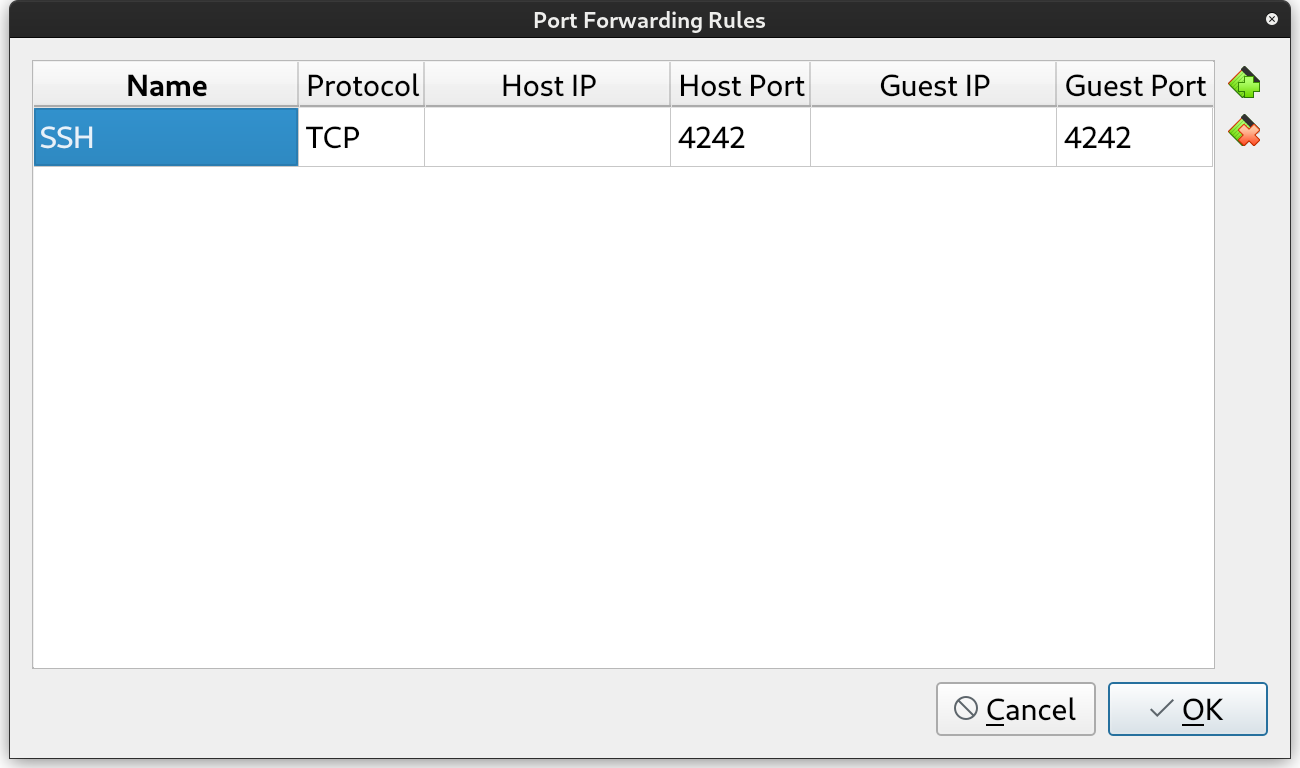 Port Forwarding Rules
Name Protocol Host IP Host Port Guest IP Guest Port
SSH TCP 4242 4242
Cancel OK